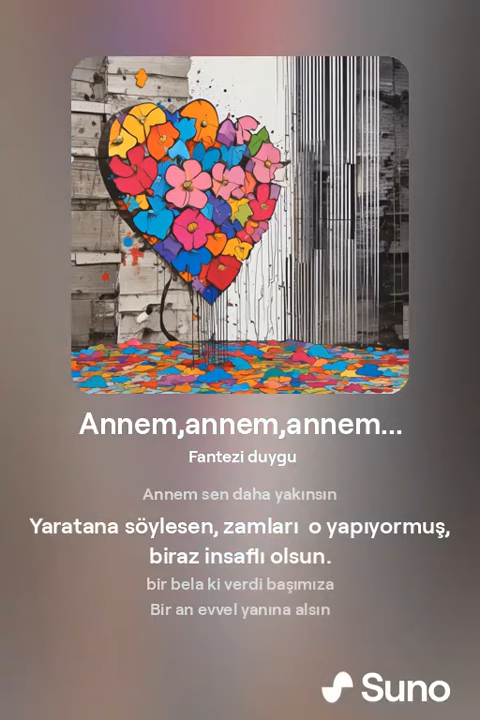 Annem,annem,annem...
Fantezi duygu
Annem sen daha yakınsın
Yaratana söylesen, zamları  o yapıyormuş,
biraz insaflı olsun.
bir bela ki verdi başımıza
Bir an evvel yanına alsın
Suno